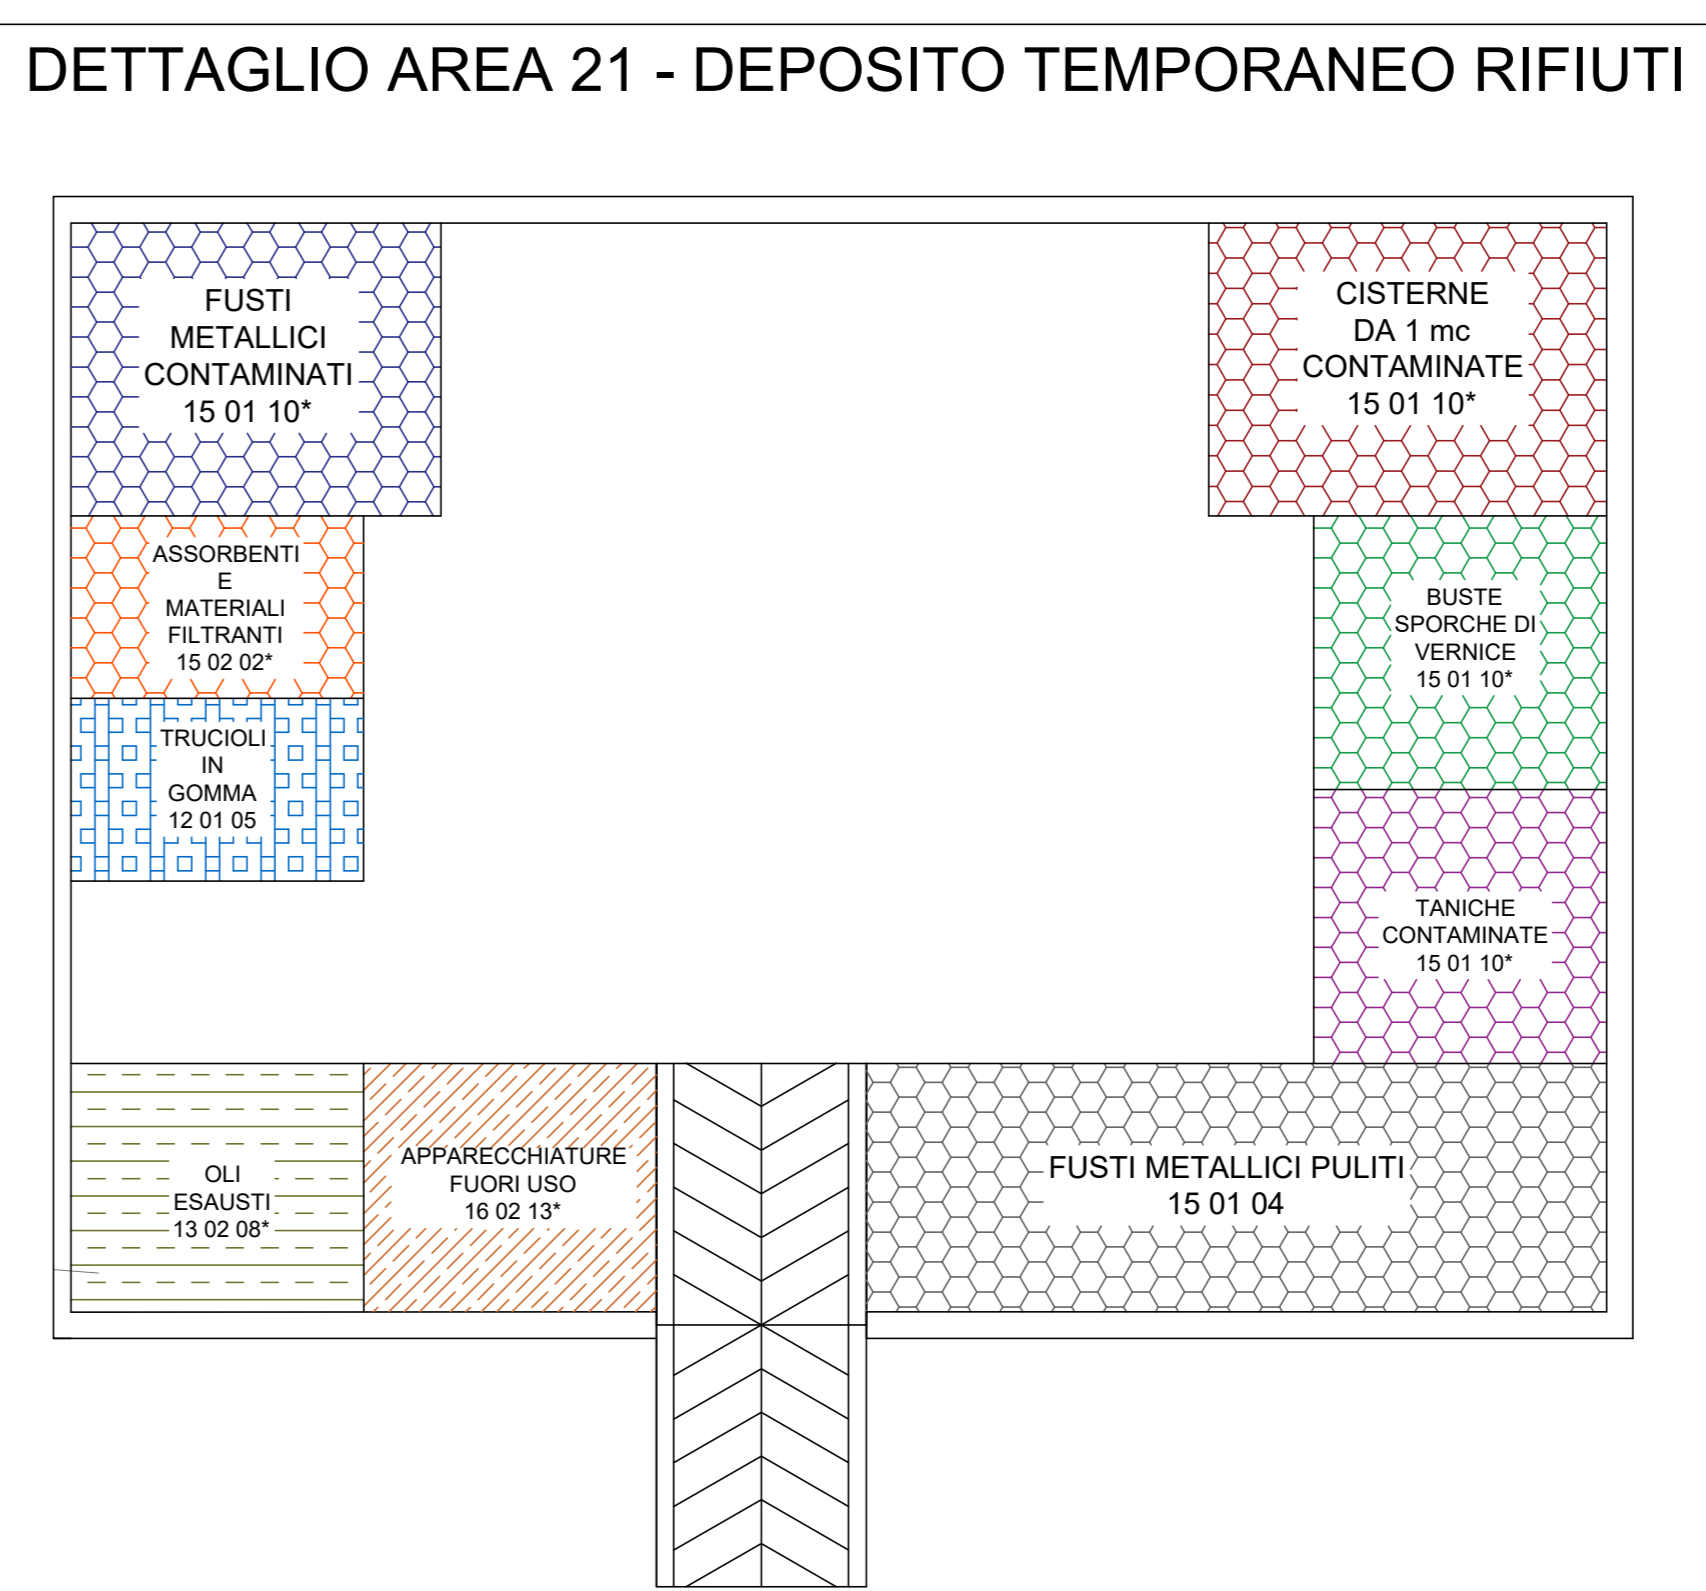 DETTAGLIO AREA 21 - DEPOSITO TEMPORANEO RIFIUTI
FUSTI
METALLICI
CONTAMINATI
15 01 10*
CISTERNE
DA 1 mc
CONTAMINATE
15 01 10*
ASSORBENTI
E
MATERIALI
FILTRANTI
15 02 02*
BUSTE
SPORCHE DI
VERNICE
15 01 10*
TRUCIOLI
IN
GOMMA
12 01 05
TANICHE
CONTAMINATE
15 01 10*
OLI
ESAUSTI
13 02 08*
APPARECCHIATURE
FUORI USO
16 02 13*
FUSTI METALLICI PULITI
15 01 04